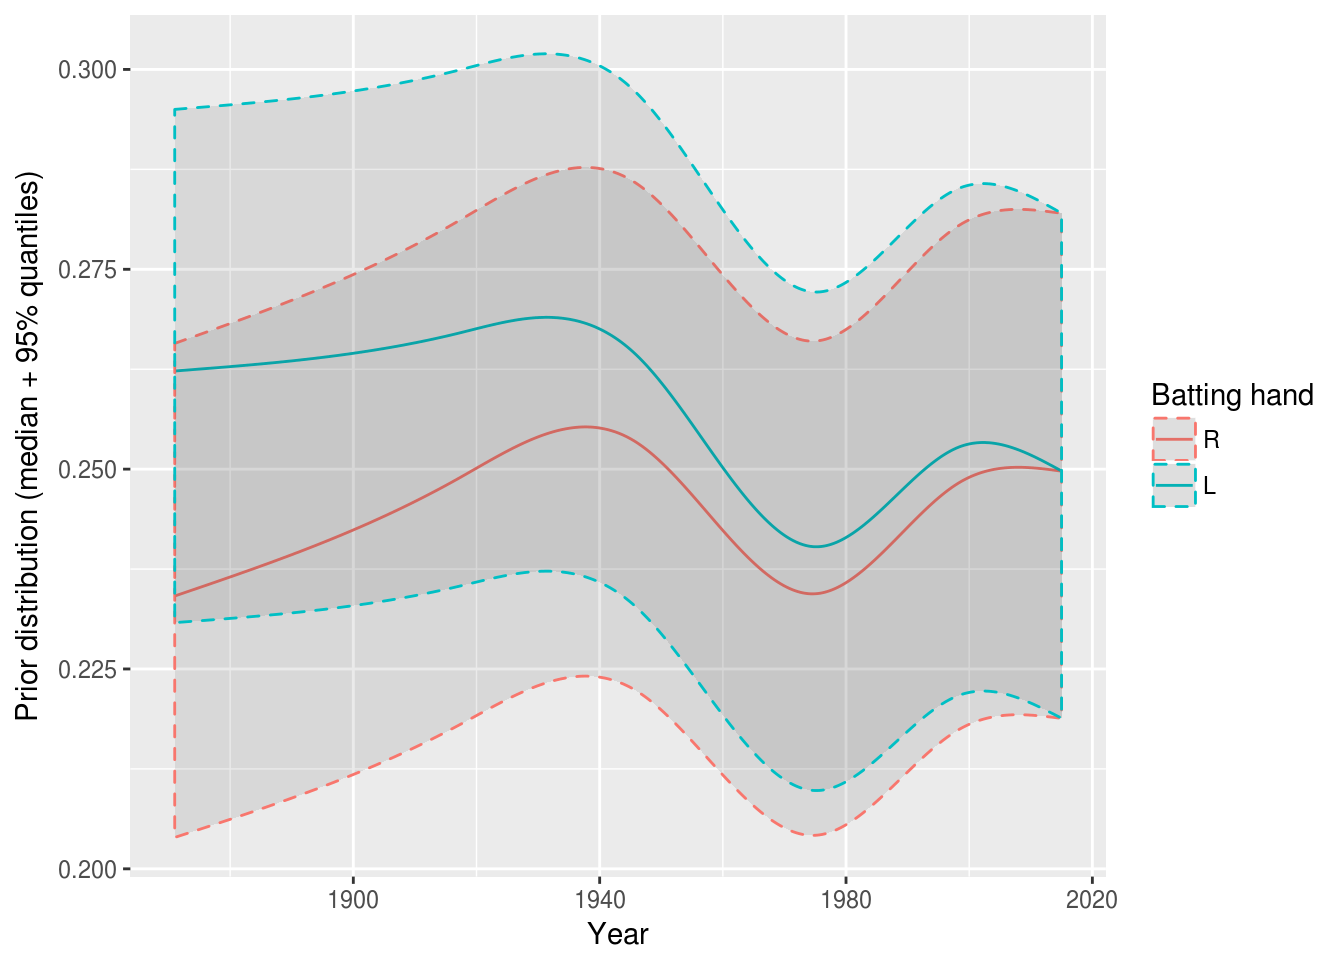 Prior distribution (median + 95% quantiles)
0.300
0.275
0.250
0.225
0.200
1900
1940
1980
2020
Year
Batting hand
R
L